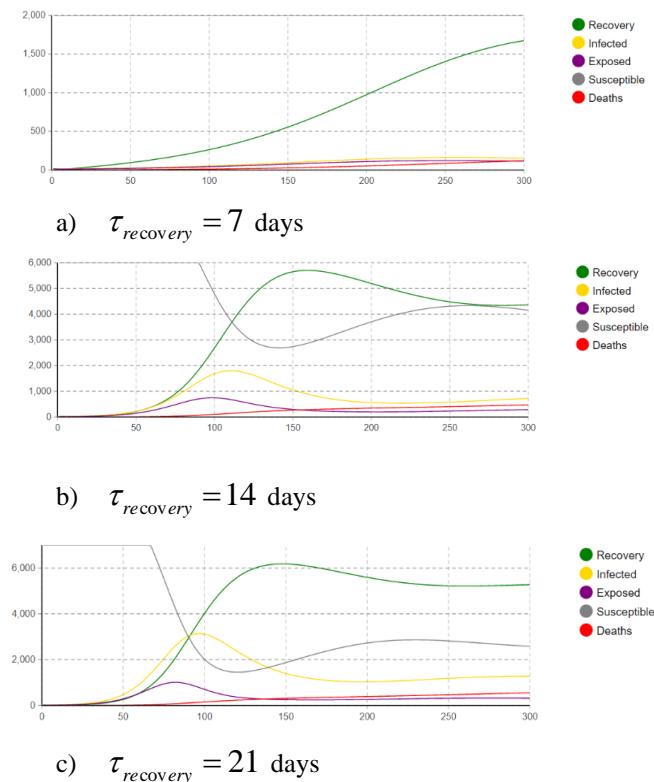 2,000
1,500
1,000
500
0
0 50 100 150 200 250 300
Recovery
Infected
Exposed
Susceptible
Deaths
a) τrecovery = 7 days
6,000
5,000
4,000
3,000
2,000
1,000
0
0 50 100 150 200 250 300
Recovery
Infected
Exposed
Susceptible
Deaths
b) τrecovery = 14 days
6,000
4,000
2,000
0
0 50 100 150 200 250 300
Recovery
Infected
Exposed
Susceptible
Deaths
c) τrecovery = 21 days